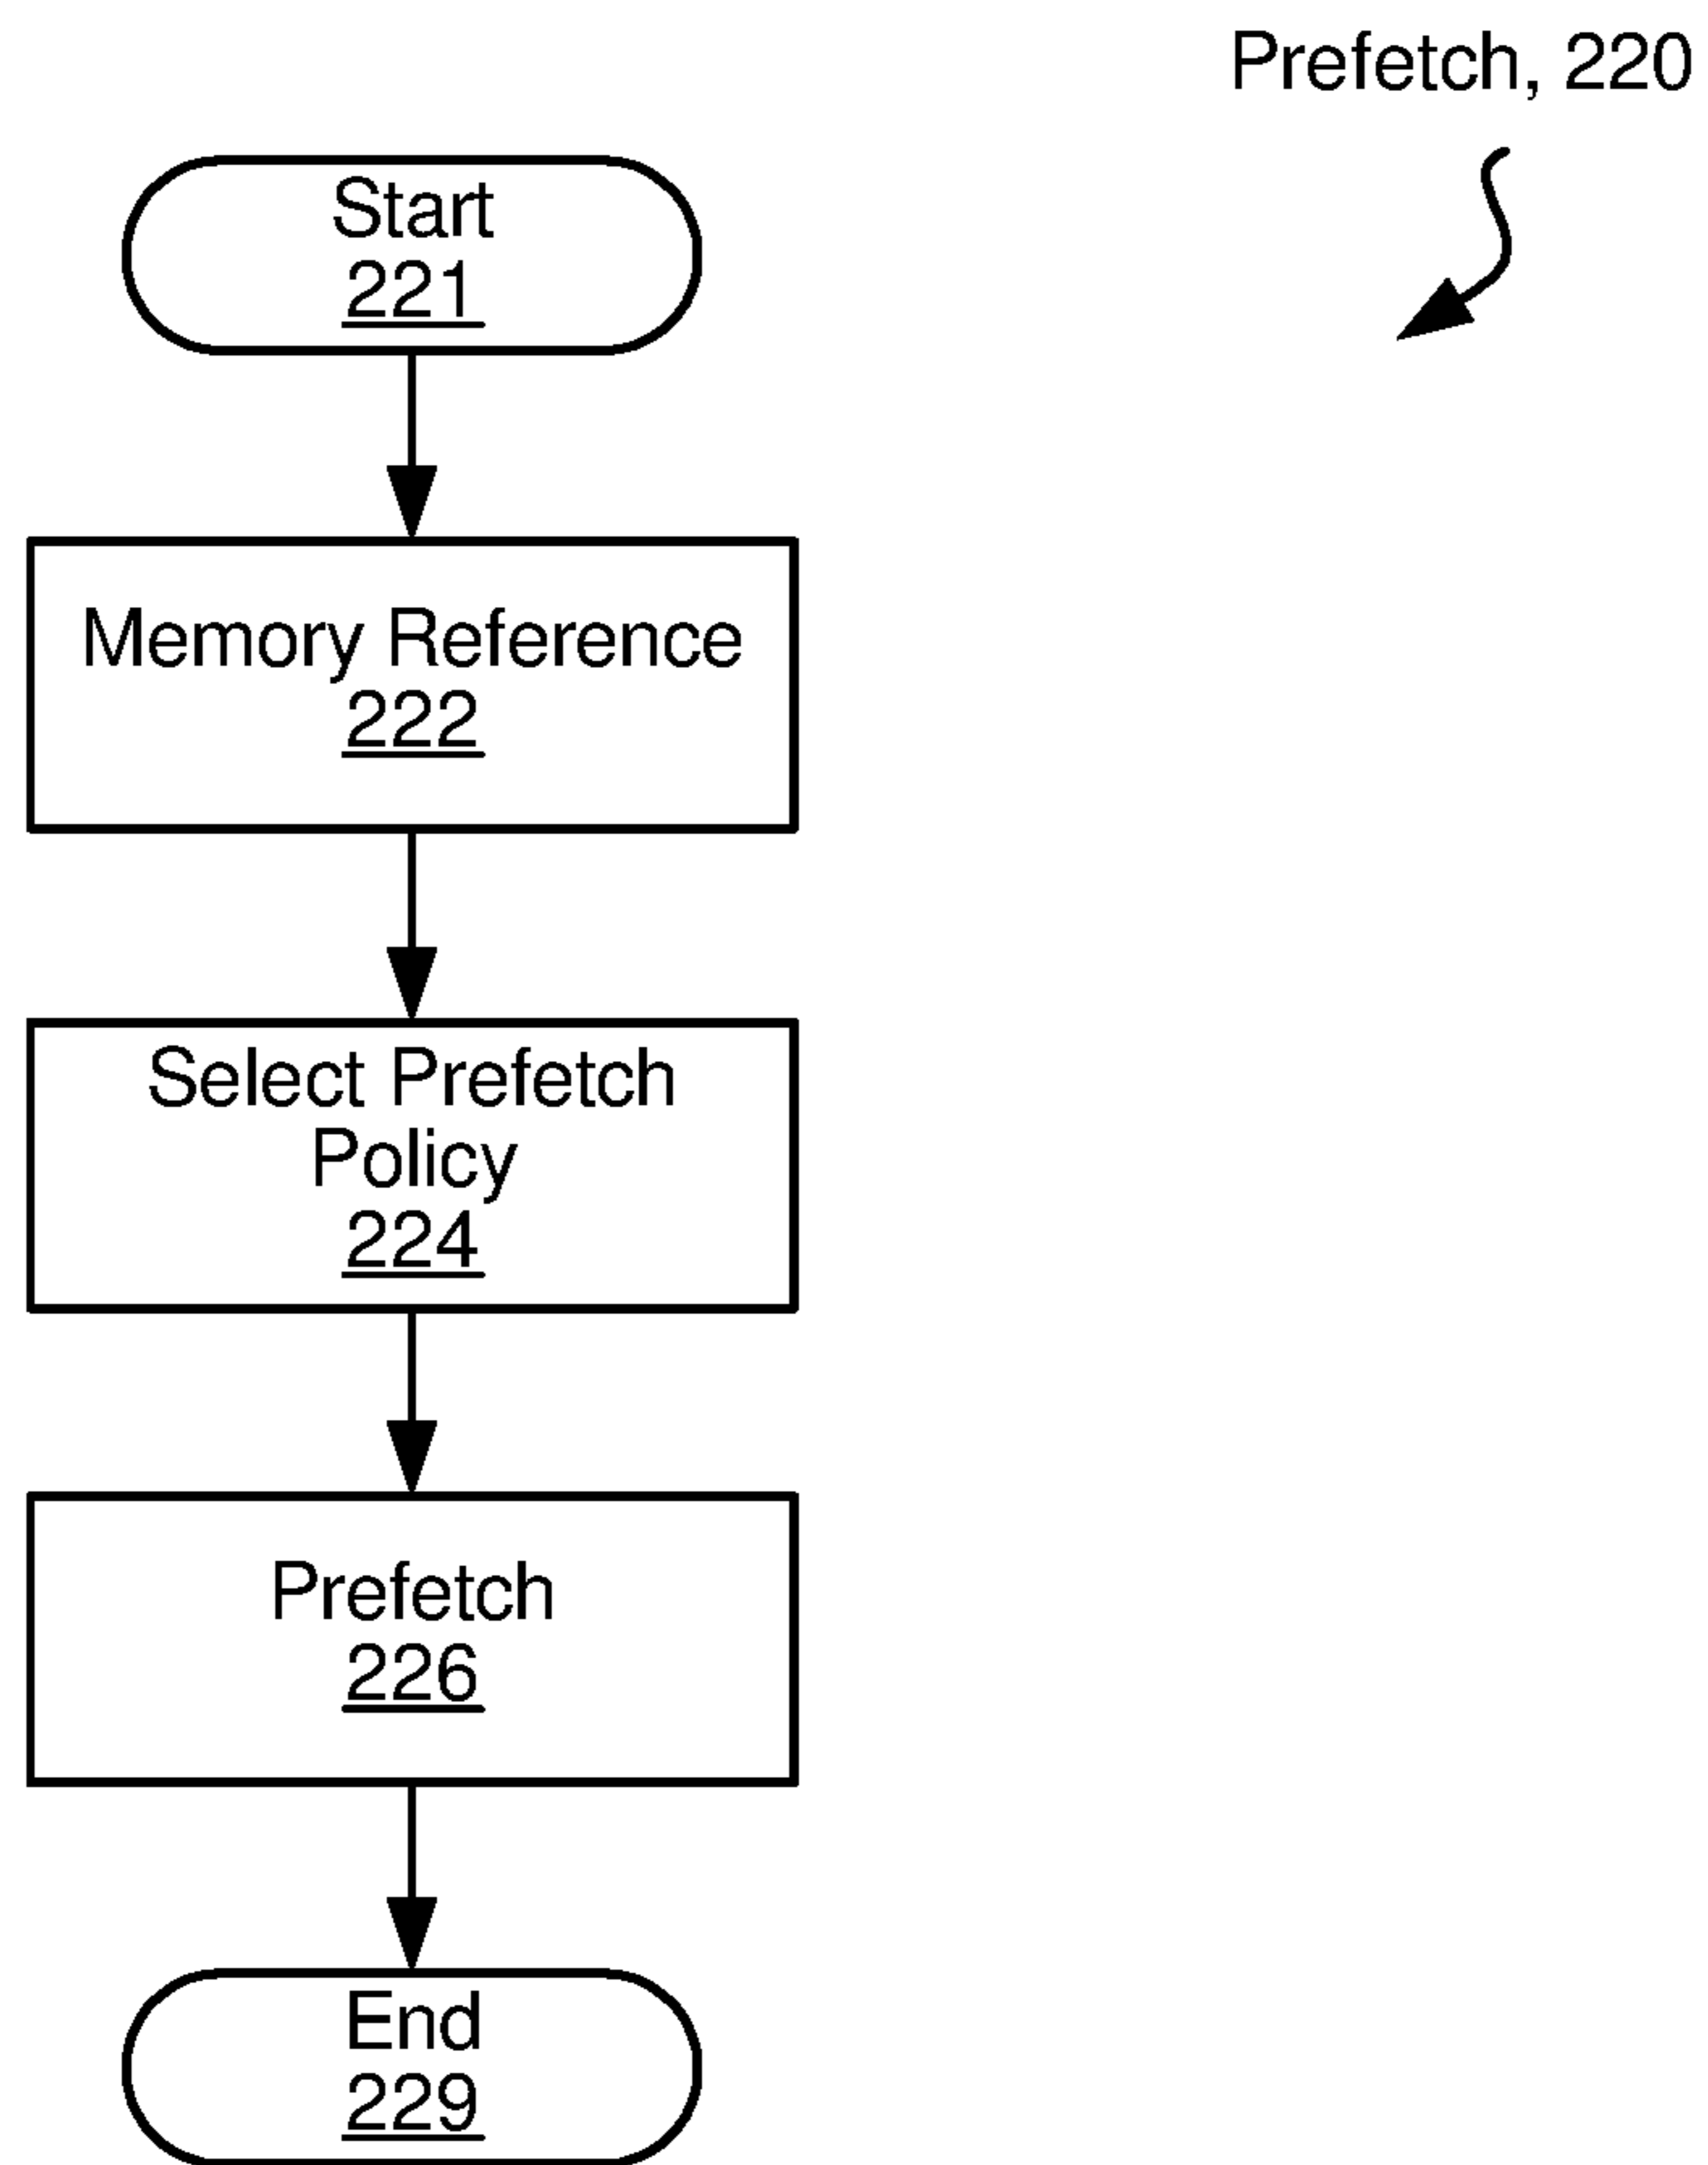 Prefetch, 220
Start
221
Memory Reference
222
Select Prefetch
Policy
224
Prefetch
226
End
229